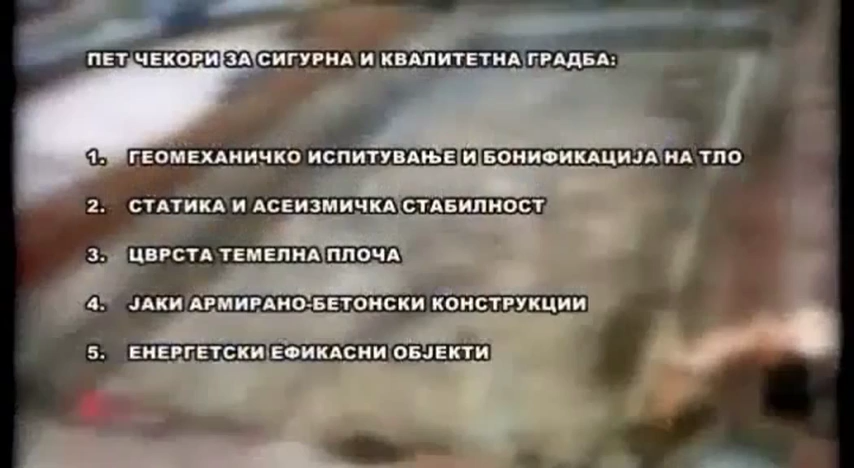 ПЕТ ЧЕКОРИ ЗА СИГУРНА И КВАЛИТЕТНА ГРАДБА:
1. ГЕОМЕХАНИЧКО ИСПИТУВАЊЕ И БОНИФИКАЦИЈА НА ТЛО
2. СТАТИКА И АСЕИЗМИЧКА СТАБИЛНОСТ
3. ЦВРСТА ТЕМЕЛНА ПЛОЧА
4. ЈАКИ АРМИРАНО-БЕТОНСКИ КОНСТРУКЦИИ
5. ЕНЕРГЕТСКИ ЕФИКАСНИ ОБЈЕКТИ